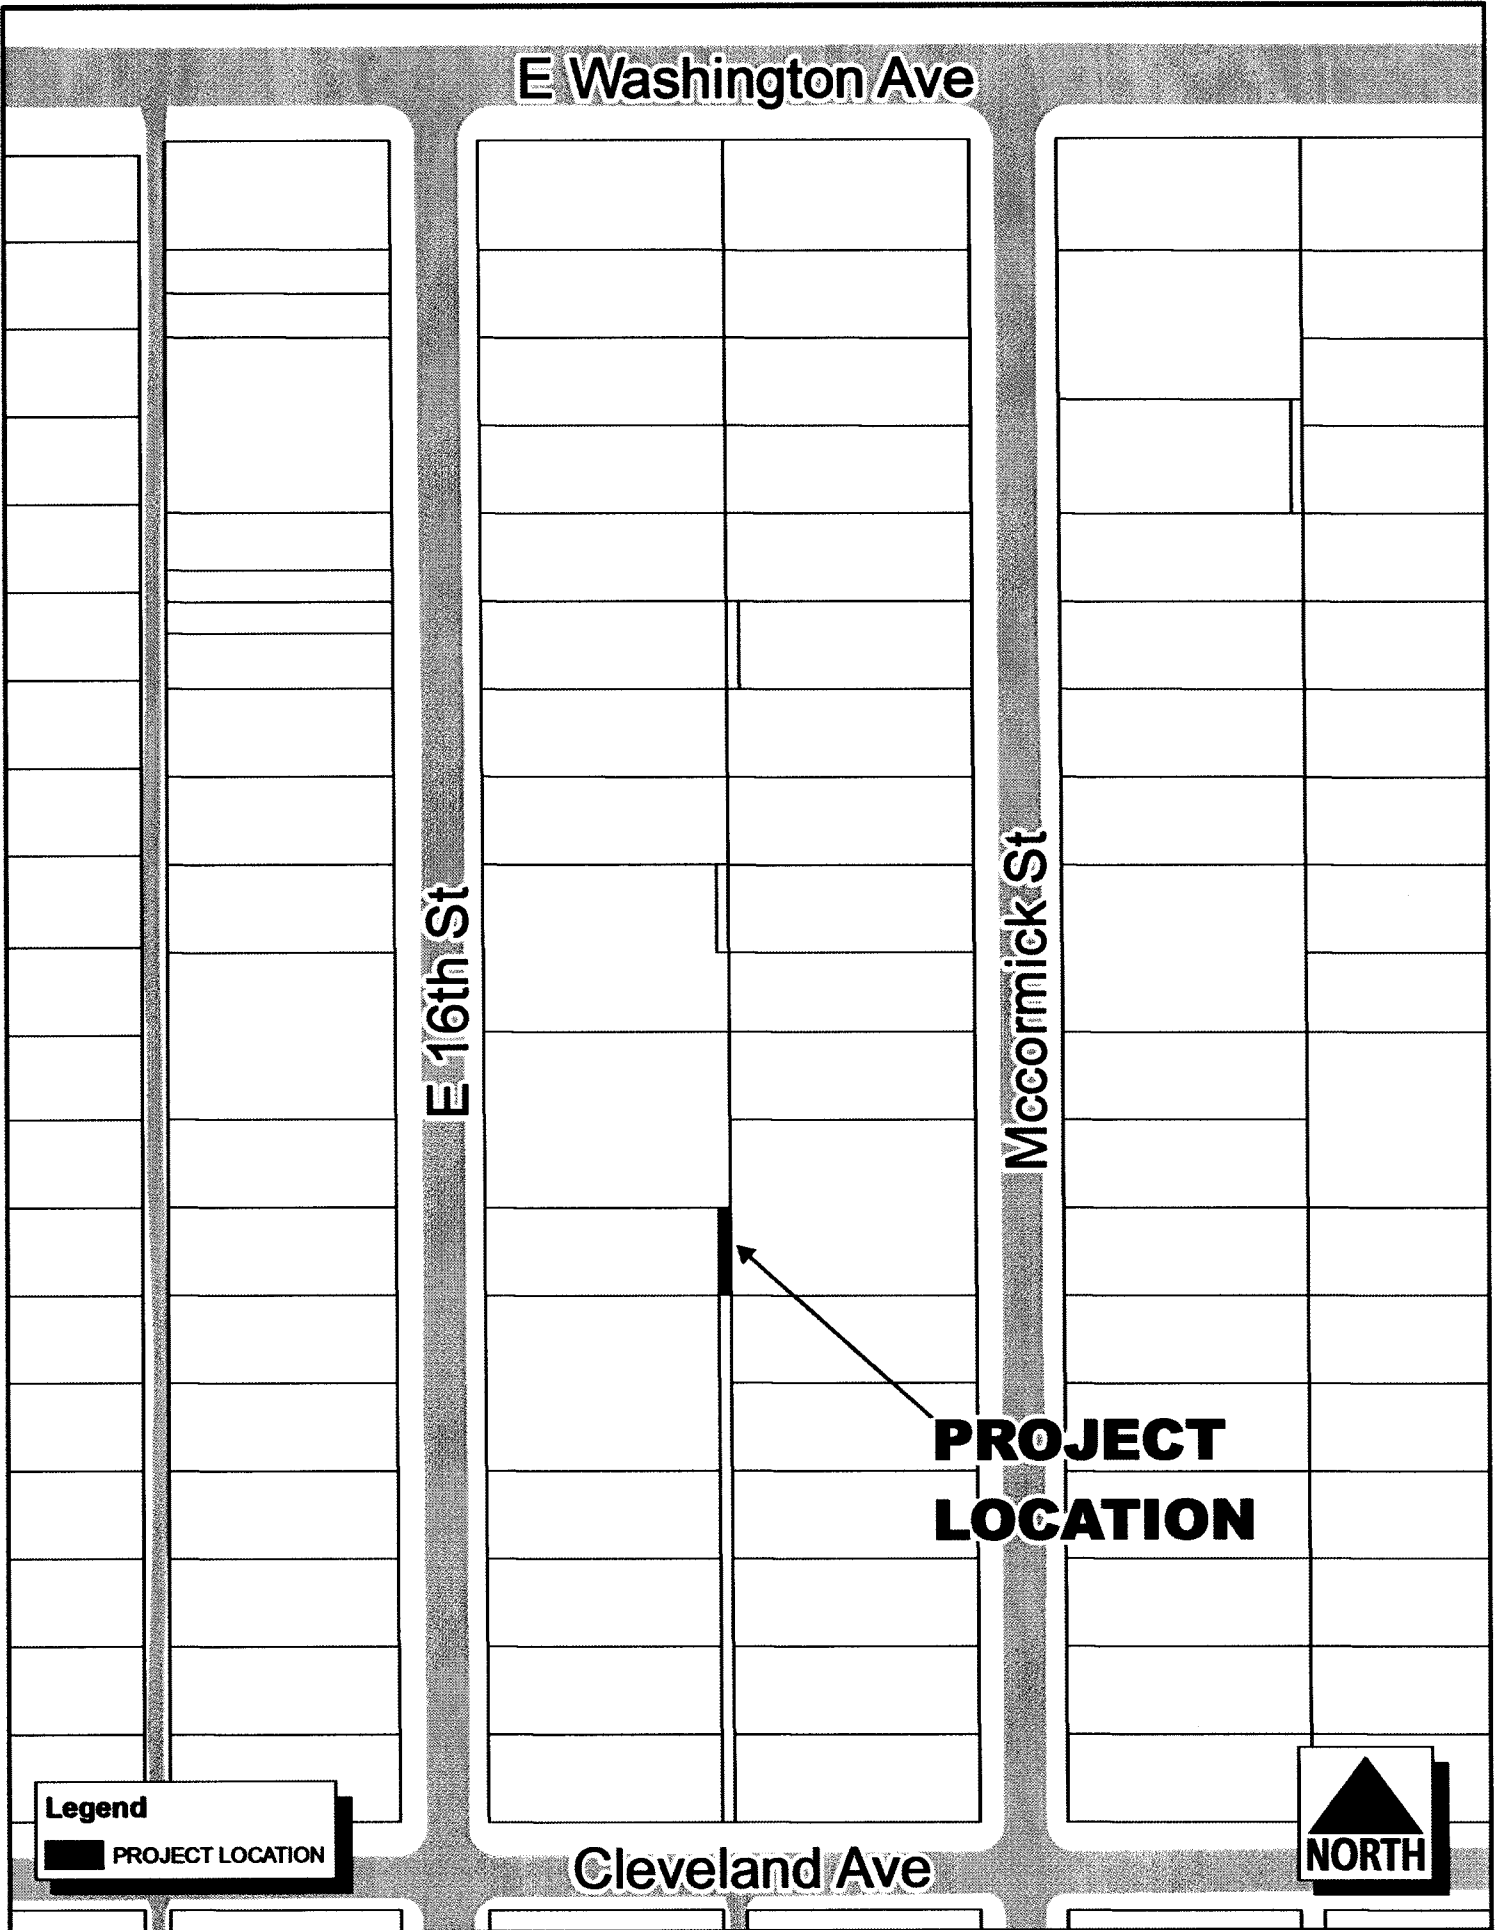 E Washington Ave
E 16th St
Mccormick St
PROJECT
LOCATION
Legend
PROJECT LOCATION
NORTH
Cleveland Ave